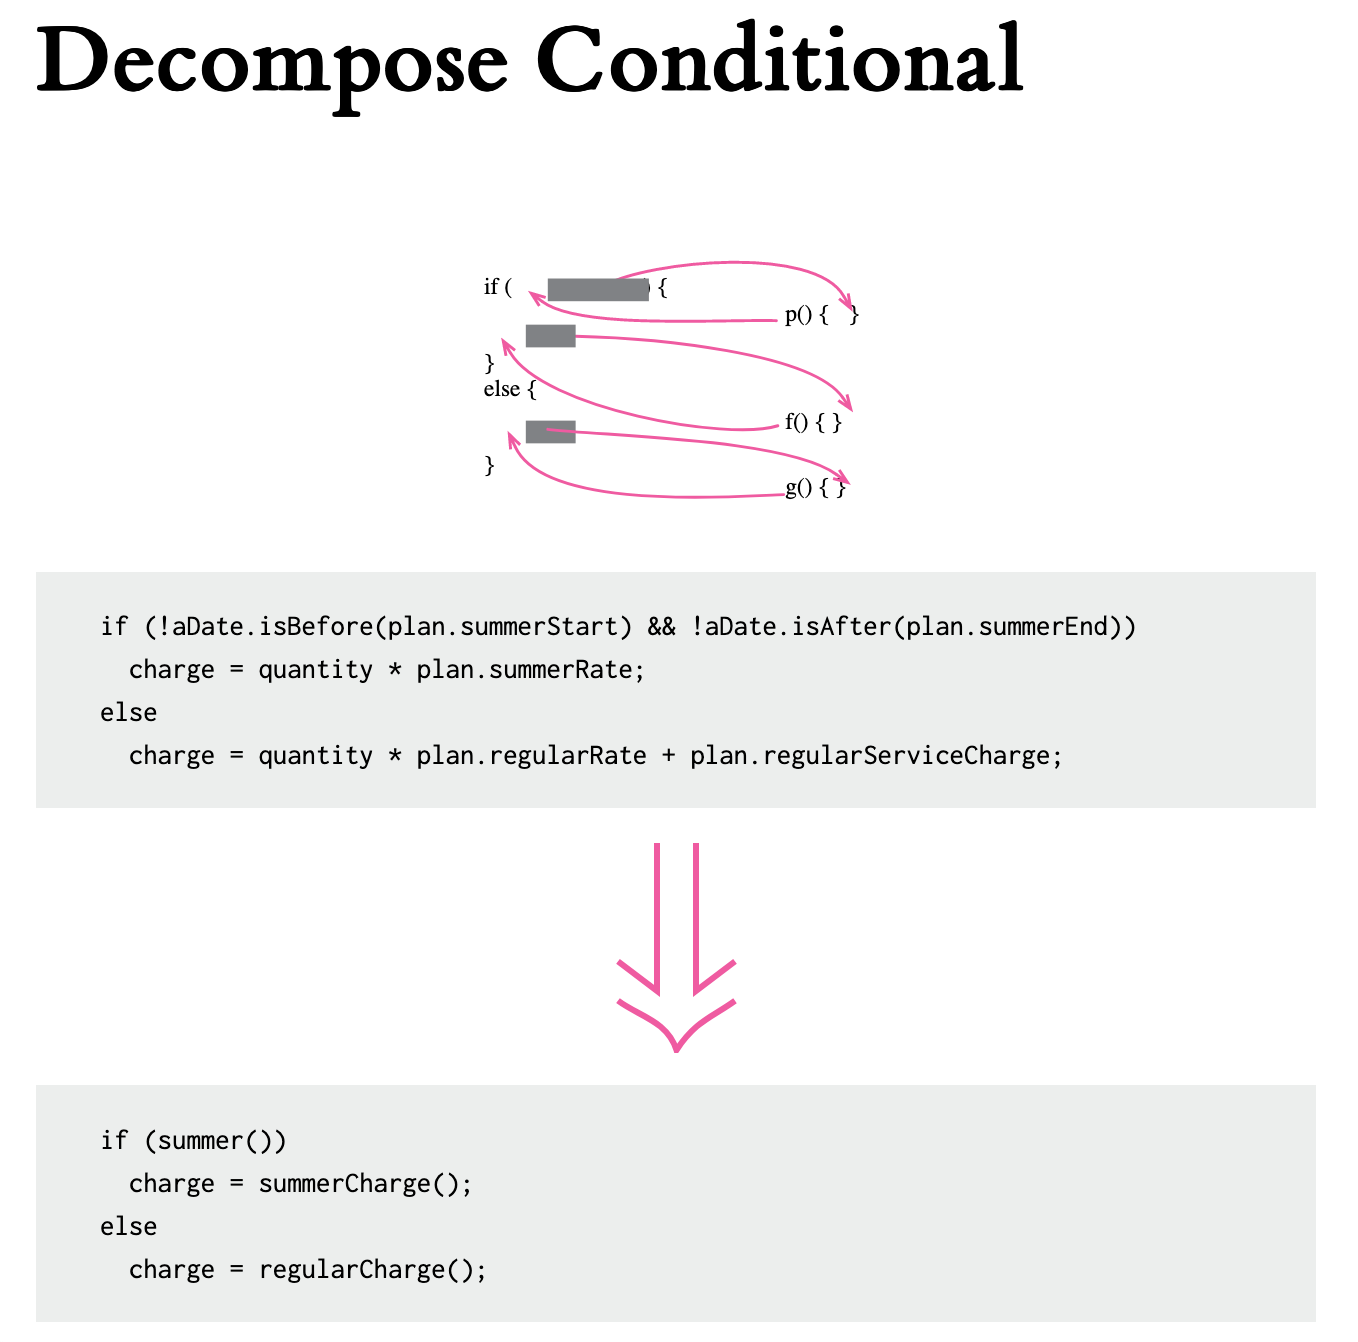 Decompose Conditional
if ( ) {
p() { }
}
else {
f() { }
}
g() { }
if (!aDate.isBefore(plan.summerStart) && !aDate.isAfter(plan.summerEnd))
charge = quantity * plan.summerRate;
else
charge = quantity * plan.regularRate + plan.regularServiceCharge;
if (summer())
charge = summerCharge();
else
charge = regularCharge();